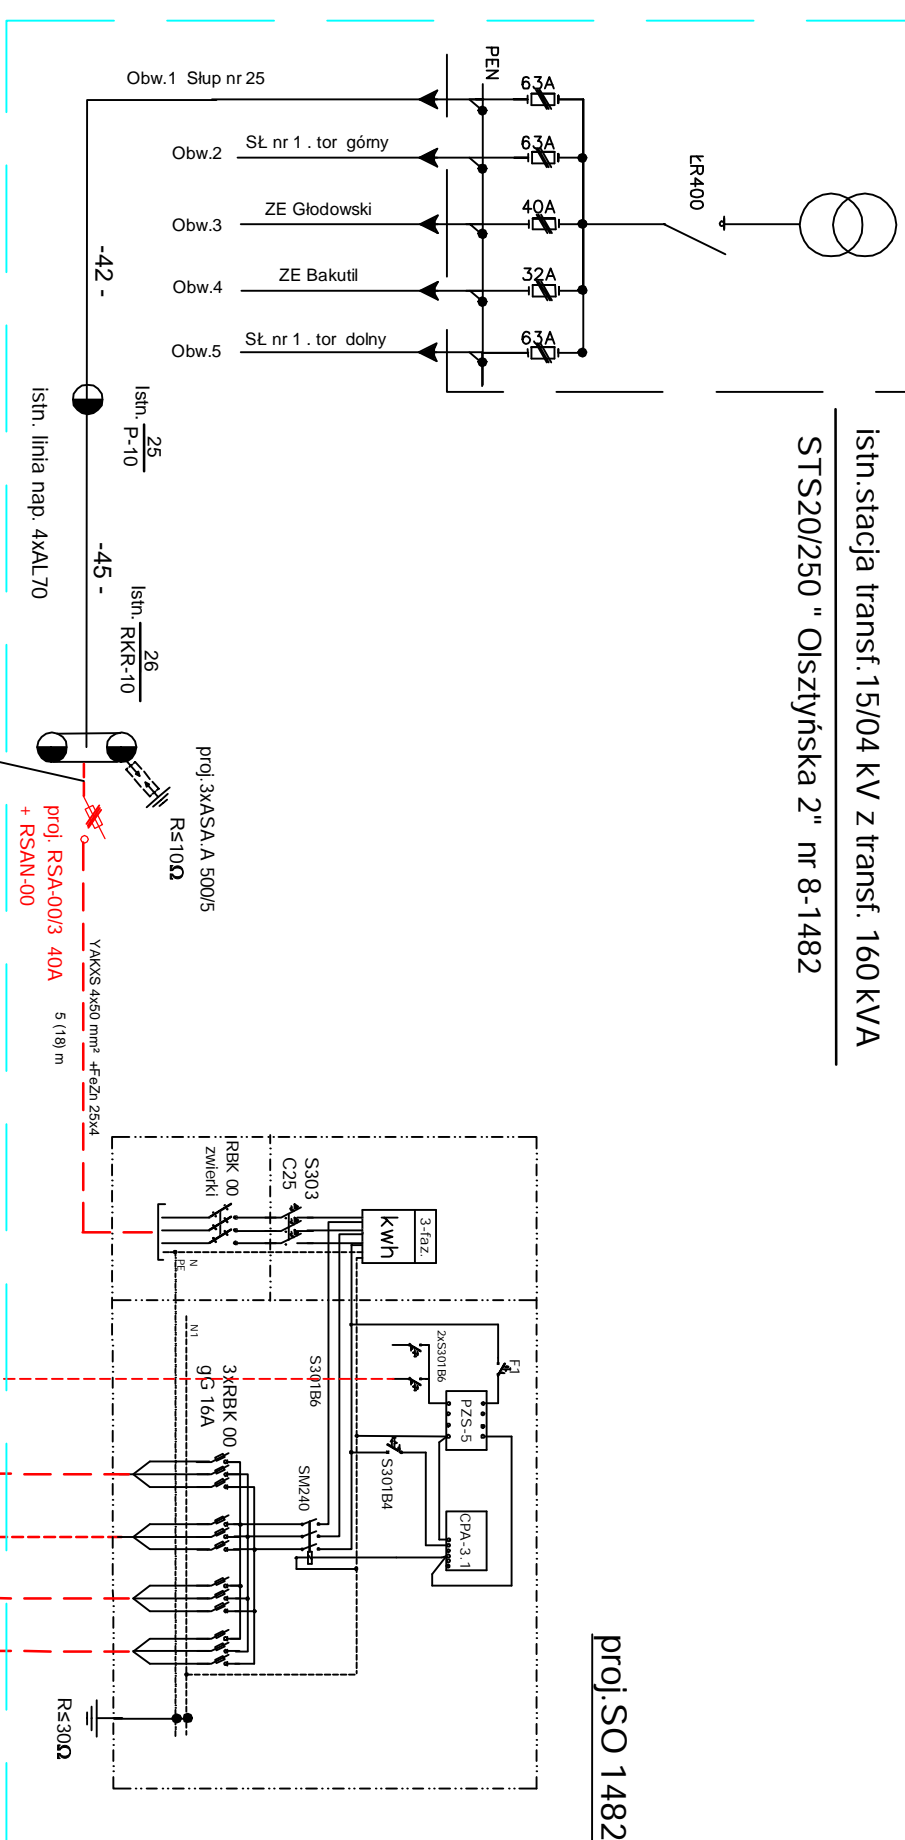 istn.stacja transf.15/04 kV z transf. 160 kVA
STS20/250 " Olsztyńska 2" nr 8-1482
ŁR400
PEN
63A
63A
40A
32A
63A
Obw.1 Słup nr 25
Obw.2 SŁ nr 1 . tor górny
Obw.3 ZE Głodowski
Obw.4 ZE Bakutil
Obw.5 SŁ nr 1 . tor dolny
-42 -
Istn. 25
P-10
istn. linia nap. 4xAL70
-45 -
Istn. 26
RKR-10
proj.3xASA.A 500/5
R≤10Ω
proj. RSA-00/3 40A
+ RSAN-00
YAKXS 4x50 mm² +FeZn 25x4
5 (18) m
proj.SO 1482
RBK 00
zwierki
S303
C25
3-faz.
kwh
N
PE
N1
2xS301B6
F1
PZS-5
S301B6
S301B4
CPA-3.1
SM240
3xRBK 00
gG 16A
R≤30Ω